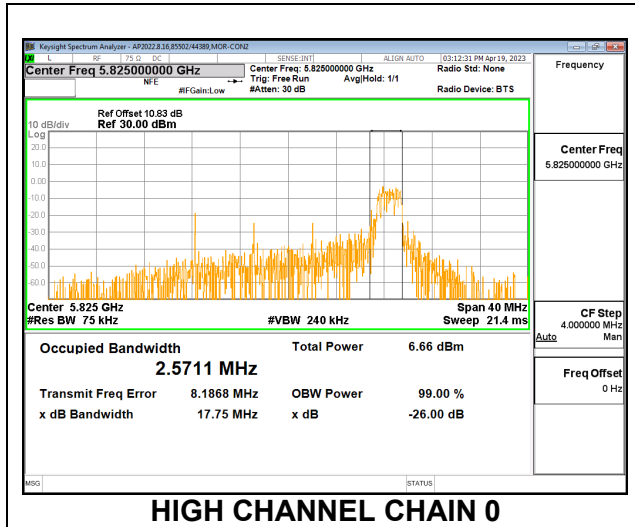 Keysight Spectrum Analyzer - AP2022.8.16,85502/44389,MOR-CON2
L RF 75 Ω DC SENSE:INT ALIGN AUTO 03:12:31 PM Apr 19, 2023
Center Freq 5.825000000 GHz
Center Freq: 5.825000000 GHz Radio Std: None
NFE Trig: Free Run Avg|Hold: 1/1
#IFGain:Low #Atten: 30 dB Radio Device: BTS
Frequency
Ref Offset 10.83 dB
10 dB/div Ref 30.00 dBm
Log
20.0
10.0
0.00
-10.0
-20.0
-30.0
-40.0
-50.0
-60.0
Center 5.825 GHz Span 40 MHz
#Res BW 75 kHz #VBW 240 kHz Sweep 21.4 ms
Occupied Bandwidth Total Power 6.66 dBm
2.5711 MHz
Transmit Freq Error 8.1868 MHz OBW Power 99.00 %
x dB Bandwidth 17.75 MHz x dB -26.00 dB
Center Freq
5.825000000 GHz
CF Step
4.000000 MHz
Auto Man
Freq Offset
0 Hz
MSG STATUS
HIGH CHANNEL CHAIN 0